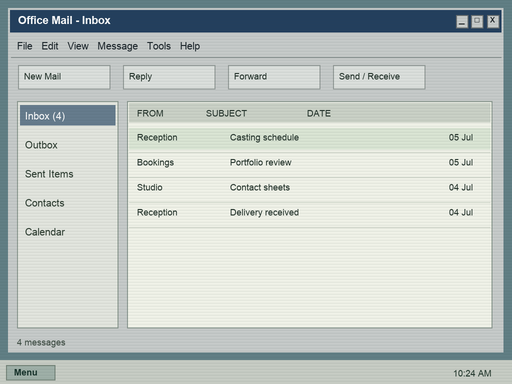 Office Mail - Inbox
_ □ X
File Edit View Message Tools Help
New Mail Reply Forward Send / Receive
Inbox (4)
Outbox
Sent Items
Contacts
Calendar
FROM SUBJECT DATE
Reception Casting schedule 05 Jul
Bookings Portfolio review 05 Jul
Studio Contact sheets 04 Jul
Reception Delivery received 04 Jul
4 messages
Menu 10:24 AM